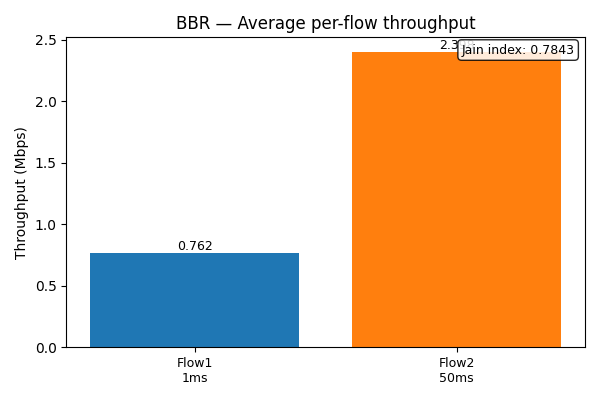 BBR — Average per-flow throughput
Throughput (Mbps)
2.5
2.0
1.5
1.0
0.5
0.0
0.762
Jain index: 0.7843
Flow1
1ms
Flow2
50ms